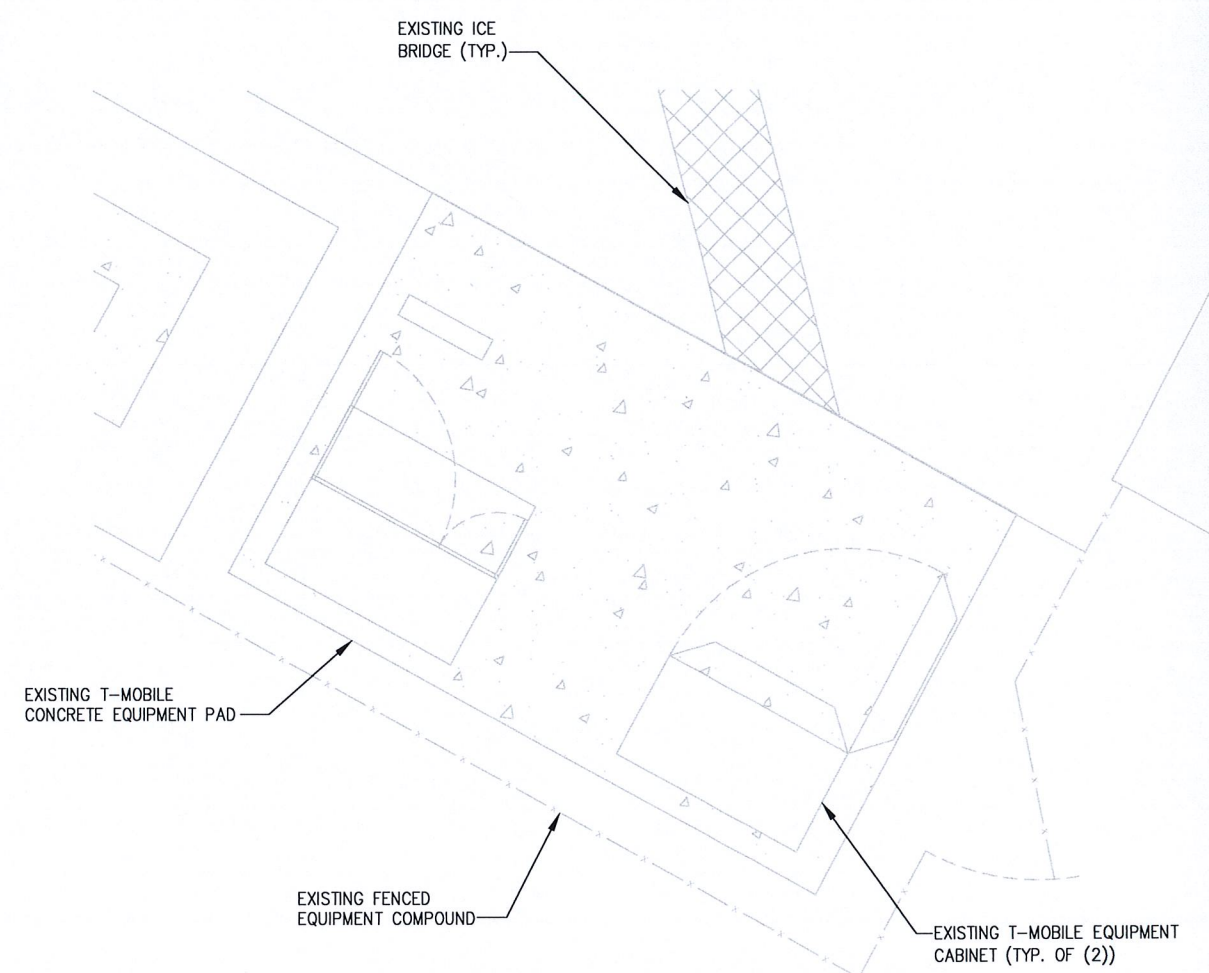 EXISTING ICE
BRIDGE (TYP.)
EXISTING T-MOBILE
CONCRETE EQUIPMENT PAD
EXISTING FENCED
EQUIPMENT COMPOUND
EXISTING T-MOBILE EQUIPMENT
CABINET (TYP. OF (2))